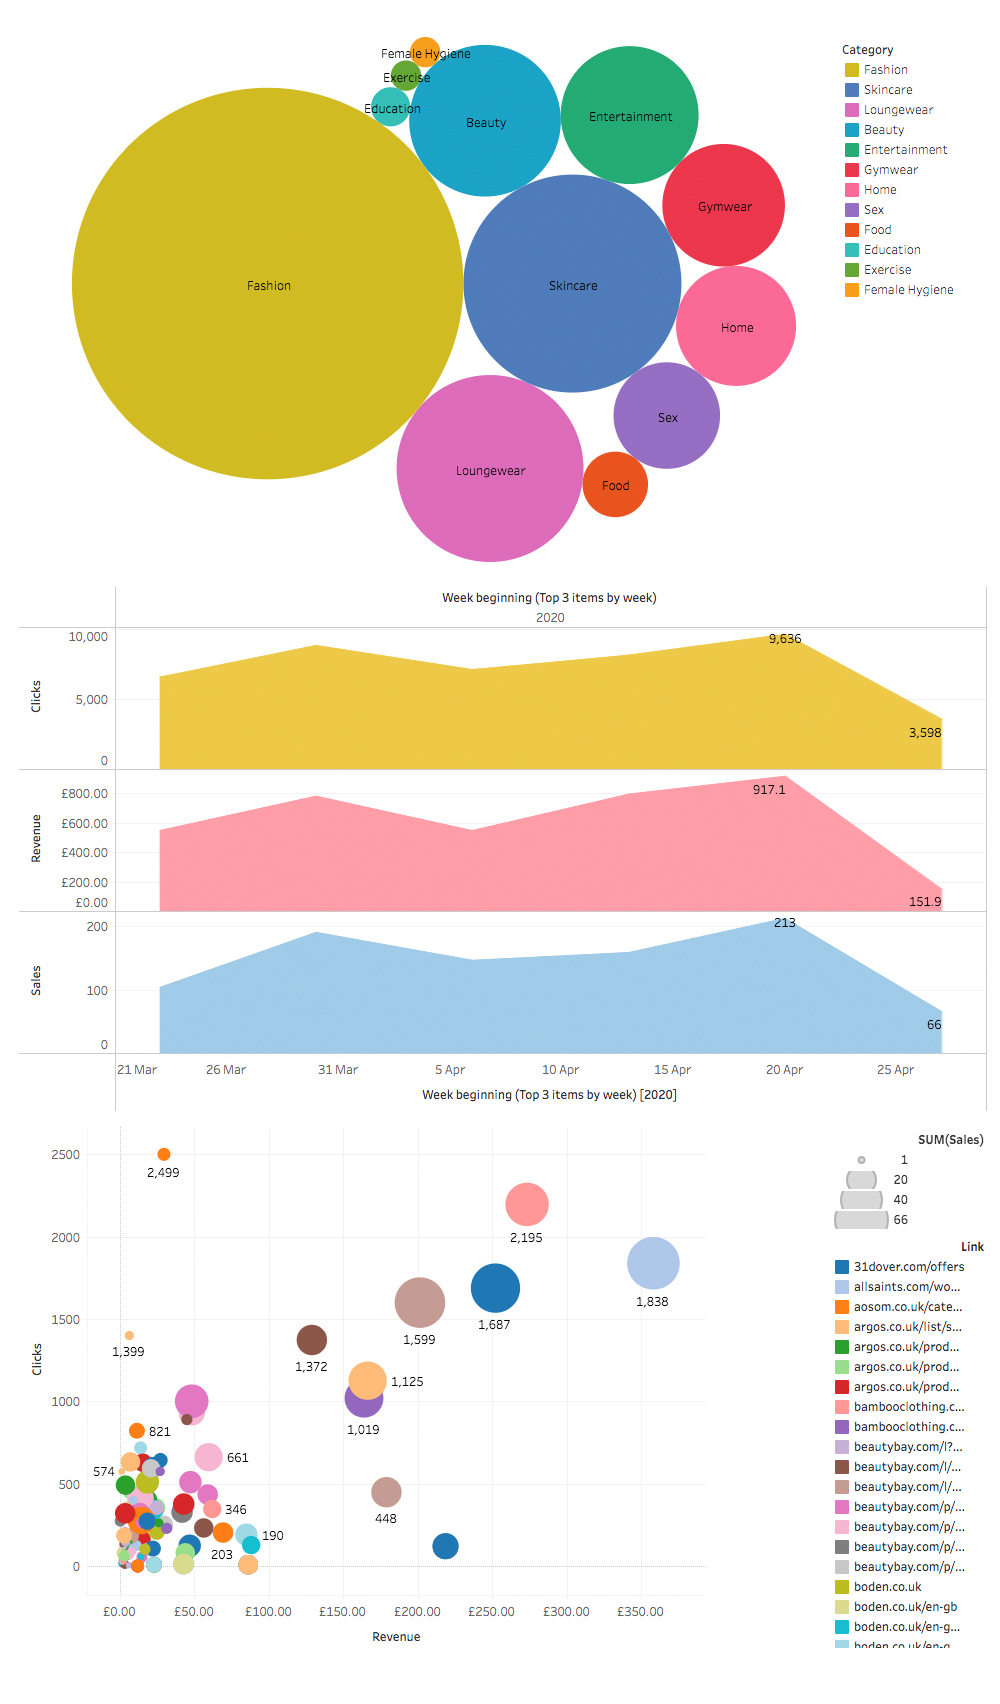 Female Hygiene
Exercise
Education
Beauty
Entertainment
Gymwear
Fashion
Skincare
Home
Sex
Loungewear
Food
Category
Fashion
Skincare
Loungewear
Beauty
Entertainment
Gymwear
Home
Sex
Food
Education
Exercise
Female Hygiene
Week beginning (Top 3 items by week)
2020
Clicks
10,000
5,000
0
9,636
3,598
Revenue
£800.00
£600.00
£400.00
£200.00
£0.00
917.1
151.9
Sales
200
100
0
213
66
21 Mar 26 Mar 31 Mar 5 Apr 10 Apr 15 Apr 20 Apr 25 Apr
Week beginning (Top 3 items by week) [2020]
Clicks
2500
2000
1500
1000
500
0
2,499
2,195
1,838
1,687
1,599
1,399
1,372
1,125
1,019
821
661
574
448
346
190
203
£0.00 £50.00 £100.00 £150.00 £200.00 £250.00 £300.00 £350.00
Revenue
SUM(Sales)
1
20
40
66
Link
31dover.com/offers
allsaints.com/wo...
aosom.co.uk/cate...
argos.co.uk/list/s...
argos.co.uk/prod...
argos.co.uk/prod...
argos.co.uk/prod...
bambooclothing.c...
bambooclothing.c...
beautybay.com/l?...
beautybay.com/l/...
beautybay.com/l/...
beautybay.com/p/...
beautybay.com/p/...
beautybay.com/p/...
beautybay.com/p/...
boden.co.uk
boden.co.uk/en-gb
boden.co.uk/en-g...
boden.co.uk/en-g...